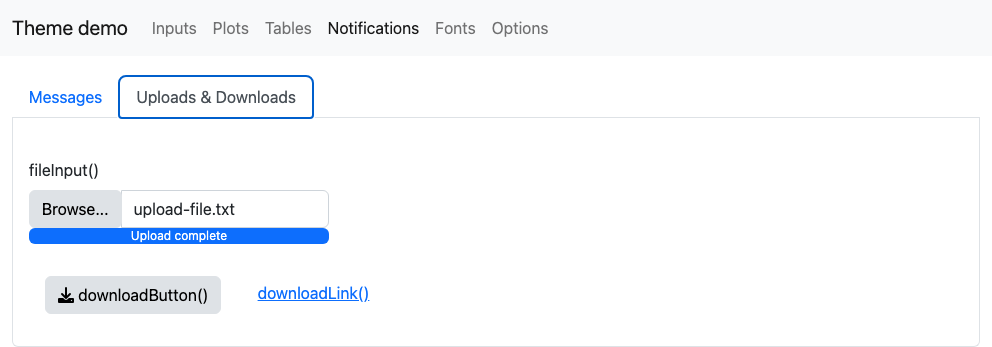 Theme demo Inputs Plots Tables Notifications Fonts Options
Messages Uploads & Downloads
fileInput()
Browse... upload-file.txt
Upload complete
downloadButton() downloadLink()